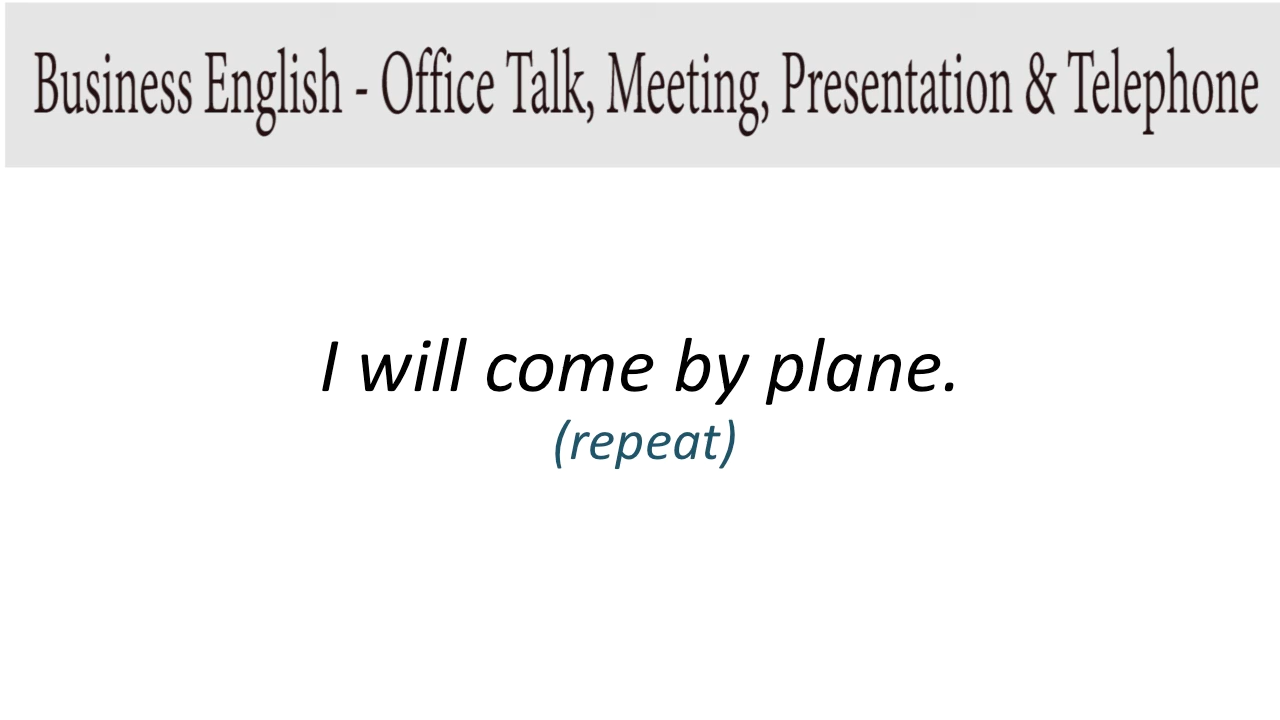 Business English - Office Talk, Meeting, Presentation & Telephone
I will come by plane.
(repeat)